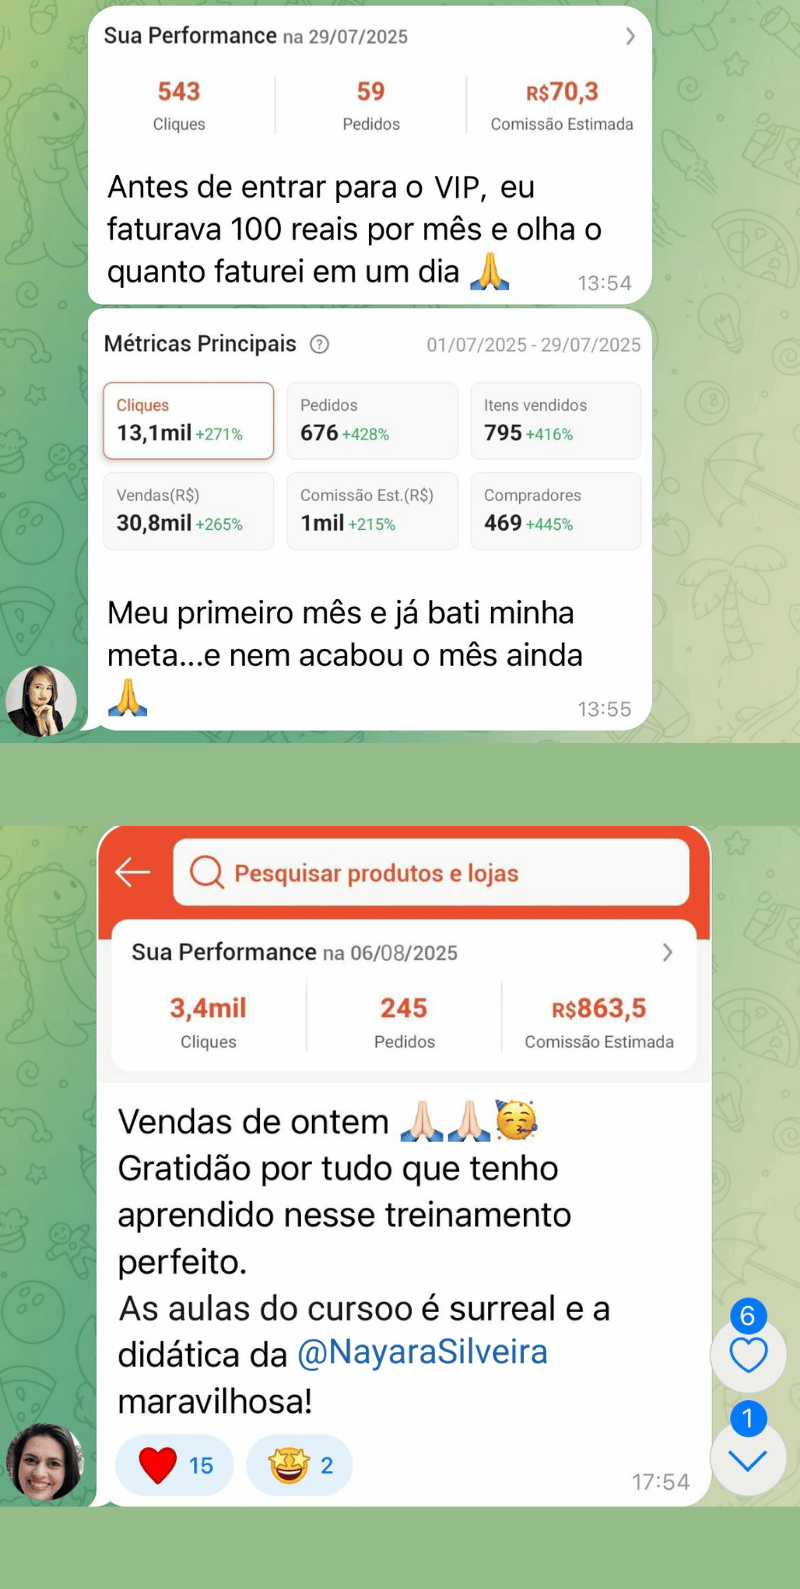 Sua Performance na 29/07/2025
543 59 R$70,3
Cliques Pedidos Comissão Estimada
Antes de entrar para o VIP, eu
faturava 100 reais por mês e olha o
quanto faturei em um dia 🙏
13:54
Métricas Principais ? 01/07/2025 - 29/07/2025
Cliques Pedidos Itens vendidos
13,1mil +271% 676 +428% 795 +416%
Vendas(R$) Comissão Est.(R$) Compradores
30,8mil +265% 1mil +215% 469 +445%
Meu primeiro mês e já bati minha
meta...e nem acabou o mês ainda
🙏
13:55
Pesquisar produtos e lojas
Sua Performance na 06/08/2025
3,4mil 245 R$863,5
Cliques Pedidos Comissão Estimada
Vendas de ontem 🙏🏻🙏🏻🥳
Gratidão por tudo que tenho
aprendido nesse treinamento
perfeito.
As aulas do cursoo é surreal e a
didática da @NayaraSilveira
maravilhosa!
❤️ 15 🤩 2
17:54
6
1